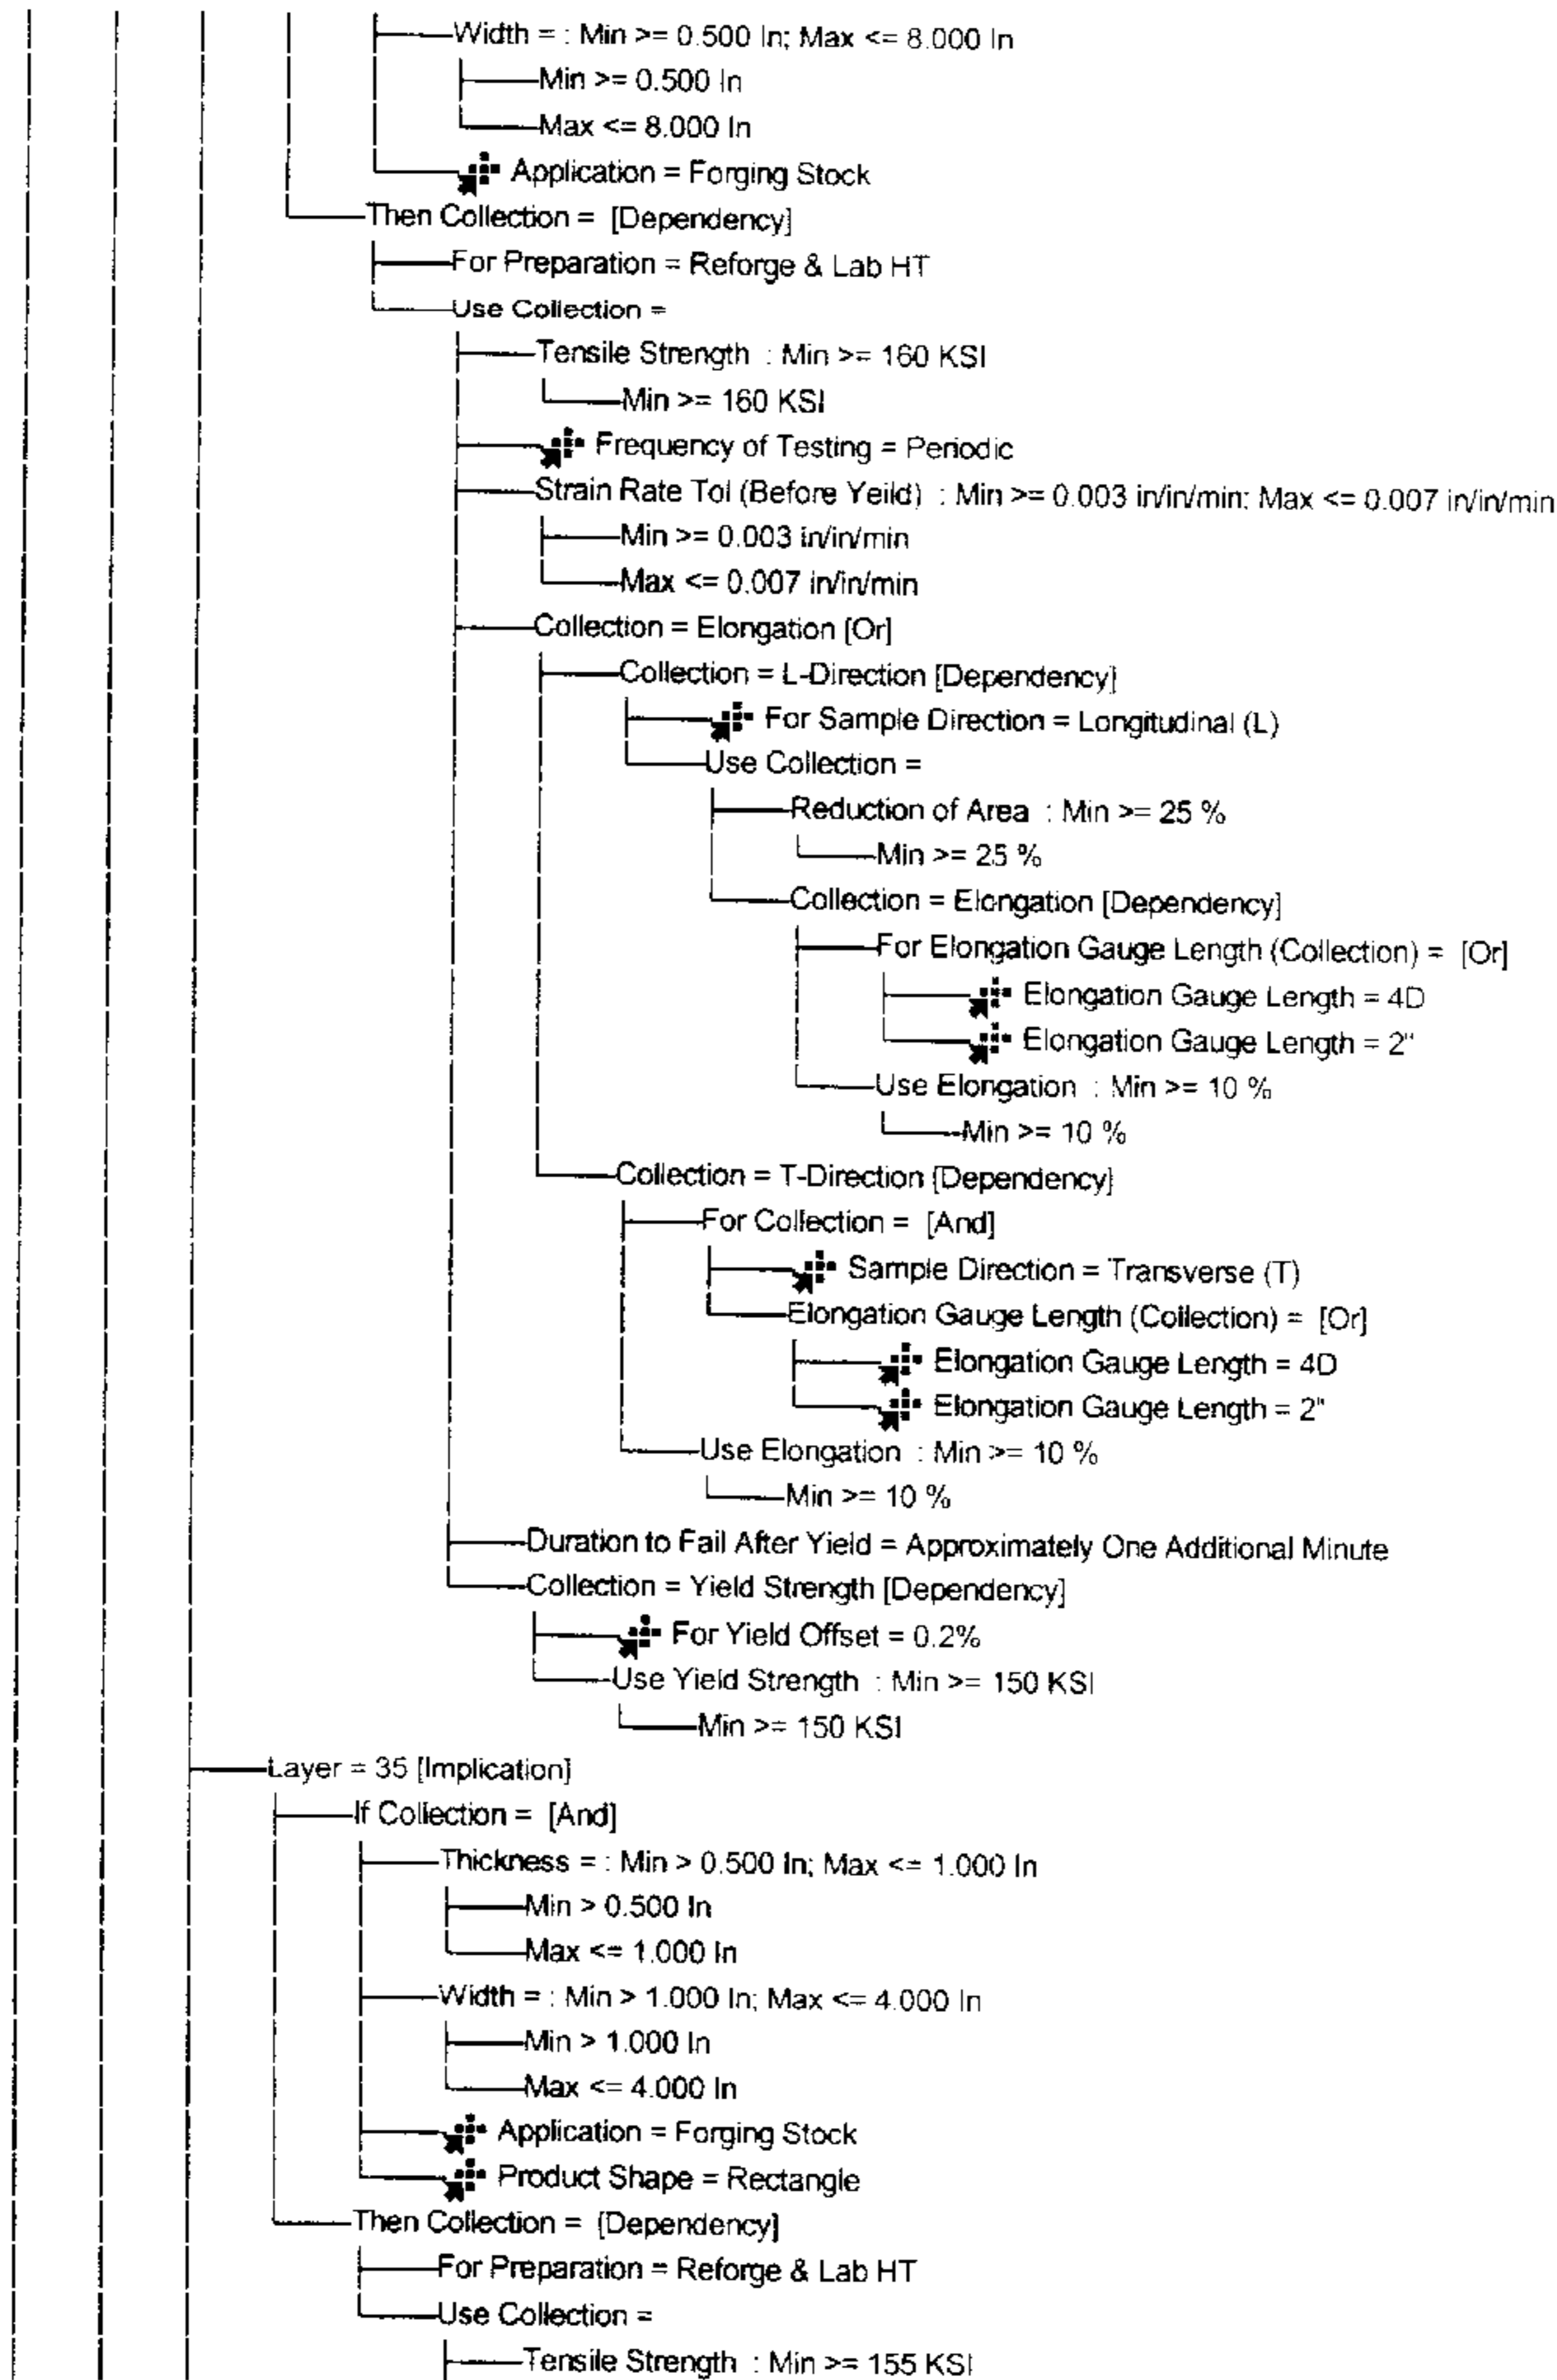 Width = : Min >= 0.500 In; Max <= 8.000 In
Min >= 0.500 In
Max <= 8.000 In
Application = Forging Stock
Then Collection = [Dependency]
For Preparation = Reforge & Lab HT
Use Collection =
Tensile Strength : Min >= 160 KSI
Min >= 160 KSI
Frequency of Testing = Periodic
Strain Rate Tol (Before Yeild) : Min >= 0.003 in/in/min; Max <= 0.007 in/in/min
Min >= 0.003 in/in/min
Max <= 0.007 in/in/min
Collection = Elongation [Or]
Collection = L-Direction [Dependency]
For Sample Direction = Longitudinal (L)
Use Collection =
Reduction of Area : Min >= 25 %
Min >= 25 %
Collection = Elongation [Dependency]
For Elongation Gauge Length (Collection) = [Or]
Elongation Gauge Length = 4D
Elongation Gauge Length = 2"
Use Elongation : Min >= 10 %
Min >= 10 %
Collection = T-Direction [Dependency]
For Collection = [And]
Sample Direction = Transverse (T)
Elongation Gauge Length (Collection) = [Or]
Elongation Gauge Length = 4D
Elongation Gauge Length = 2"
Use Elongation : Min >= 10 %
Min >= 10 %
Duration to Fail After Yield = Approximately One Additional Minute
Collection = Yield Strength [Dependency]
For Yield Offset = 0.2%
Use Yield Strength : Min >= 150 KSI
Min >= 150 KSI
Layer = 35 [Implication]
If Collection = [And]
Thickness = : Min > 0.500 In; Max <= 1.000 In
Min > 0.500 In
Max <= 1.000 In
Width = : Min > 1.000 In; Max <= 4.000 In
Min > 1.000 In
Max <= 4.000 In
Application = Forging Stock
Product Shape = Rectangle
Then Collection = [Dependency]
For Preparation = Reforge & Lab HT
Use Collection =
Tensile Strength : Min >= 155 KSI